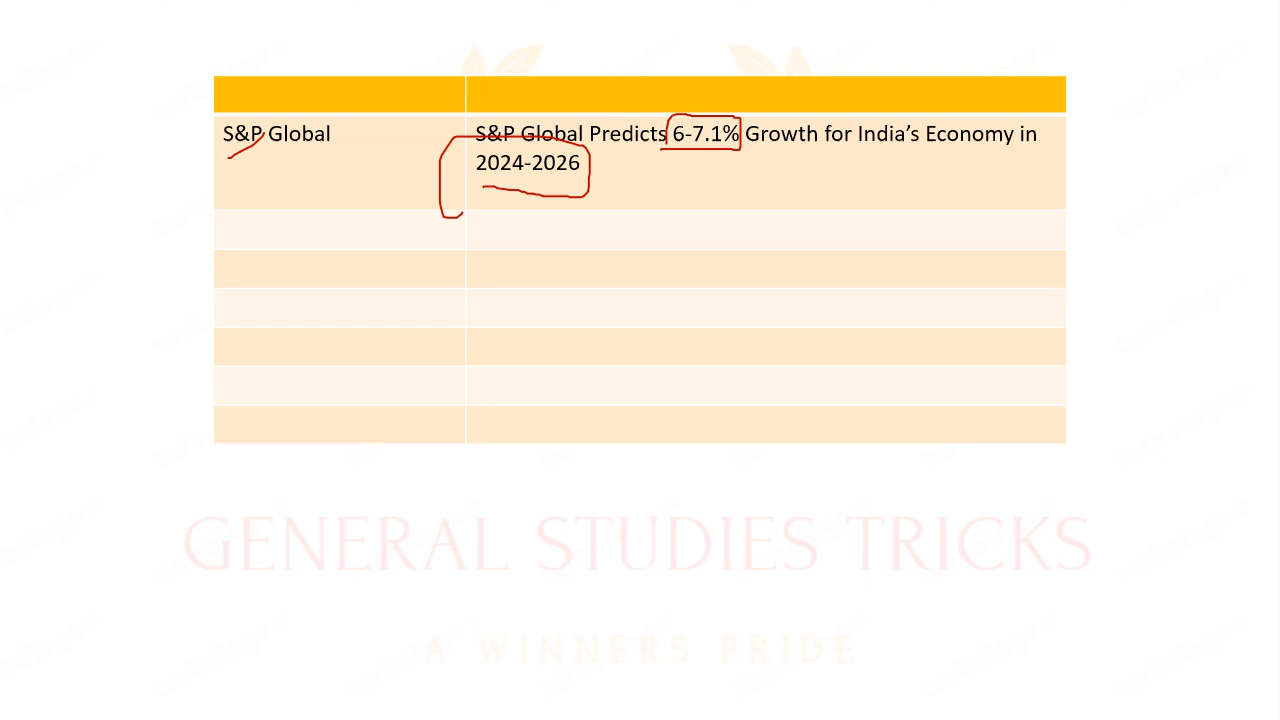 S&P Global
S&P Global Predicts 6-7.1% Growth for India’s Economy in
2024-2026
GENERAL STUDIES TRICKS
A WINNERS PRIDE